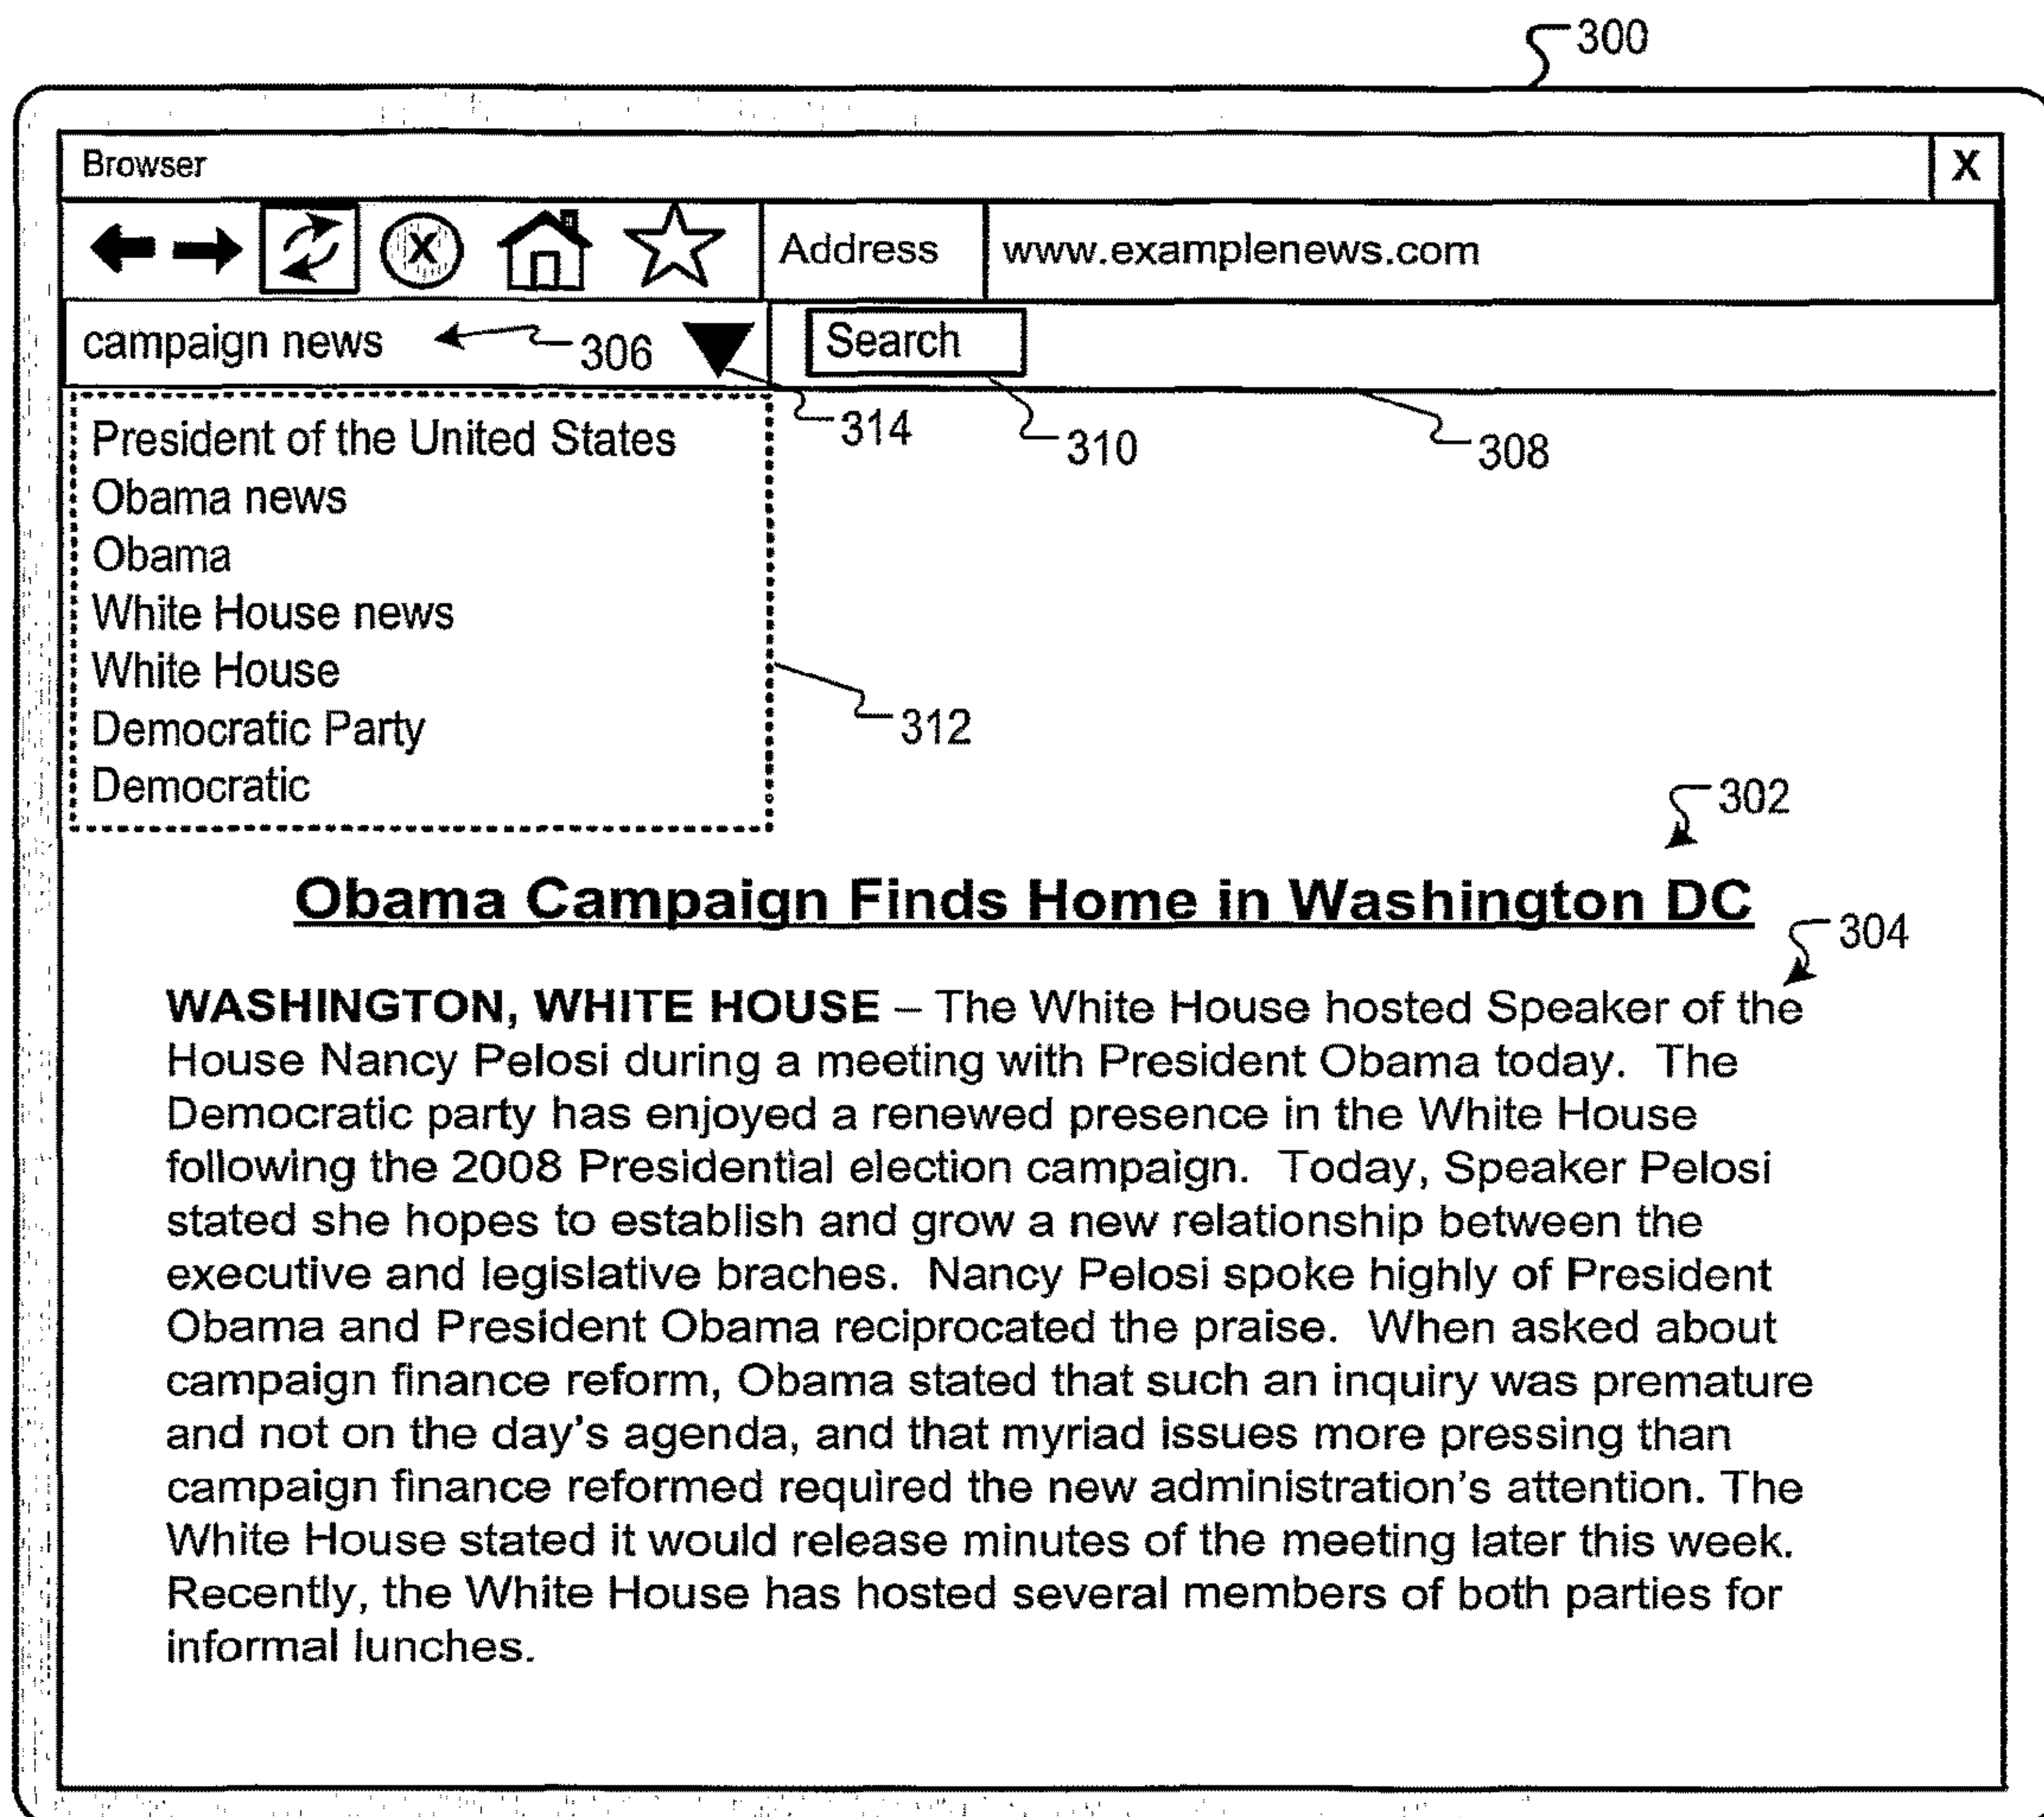 300
Browser X
X Address www.examplenews.com
campaign news 306 Search
314 310 308
President of the United States
Obama news
Obama
White House news
White House
312
Democratic Party
Democratic
302
Obama Campaign Finds Home in Washington DC
304
WASHINGTON, WHITE HOUSE – The White House hosted Speaker of the
House Nancy Pelosi during a meeting with President Obama today. The
Democratic party has enjoyed a renewed presence in the White House
following the 2008 Presidential election campaign. Today, Speaker Pelosi
stated she hopes to establish and grow a new relationship between the
executive and legislative braches. Nancy Pelosi spoke highly of President
Obama and President Obama reciprocated the praise. When asked about
campaign finance reform, Obama stated that such an inquiry was premature
and not on the day's agenda, and that myriad issues more pressing than
campaign finance reformed required the new administration's attention. The
White House stated it would release minutes of the meeting later this week.
Recently, the White House has hosted several members of both parties for
informal lunches.